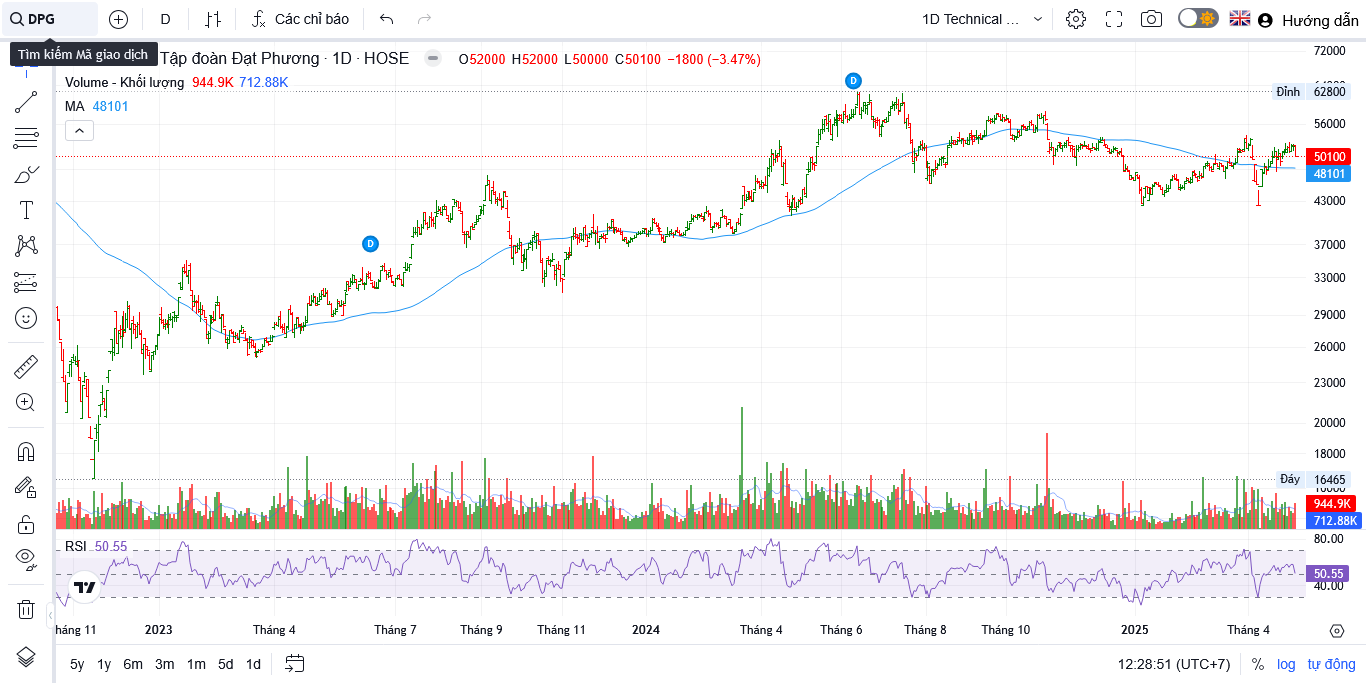 DPG
D
Các chỉ báo
1D Technical ...
Hướng dẫn
Tìm kiếm Mã giao dịch
Tập đoàn Đạt Phương · 1D · HOSE
O52000 H52000 L50000 C50100 −1800 (−3.47%)
Volume - Khối lượng 944.9K 712.88K
MA 48101
72000
Đỉnh 62800
56000
50100
48101
43000
37000
33000
29000
26000
23000
20000
18000
Đáy 16465
944.9K
712.88K
D
D
RSI 50.55
80.00
50.55
40.00
háng 11 2023 Tháng 4 Tháng 7 Tháng 9 Tháng 11 2024 Tháng 4 Tháng 6 Tháng 8 Tháng 10 2025 Tháng 4
5y 1y 6m 3m 1m 5d 1d
12:28:51 (UTC+7) % log tự động